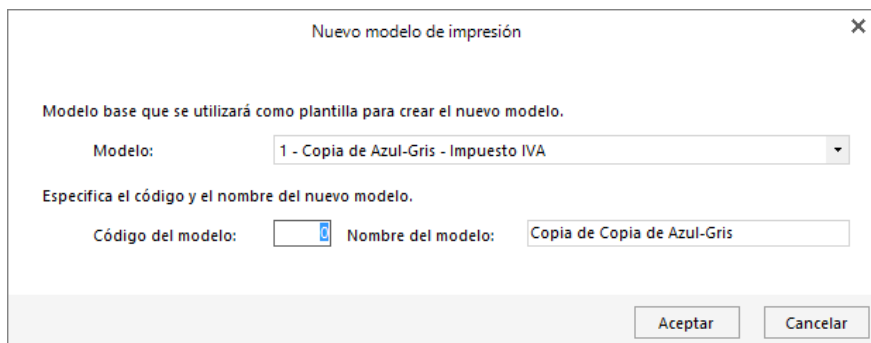 Nuevo modelo de impresión
Modelo base que se utilizará como plantilla para crear el nuevo modelo.
Modelo: 1 - Copia de Azul-Gris - Impuesto IVA
Especifica el código y el nombre del nuevo modelo.
Código del modelo: 0 Nombre del modelo: Copia de Copia de Azul-Gris
Aceptar Cancelar